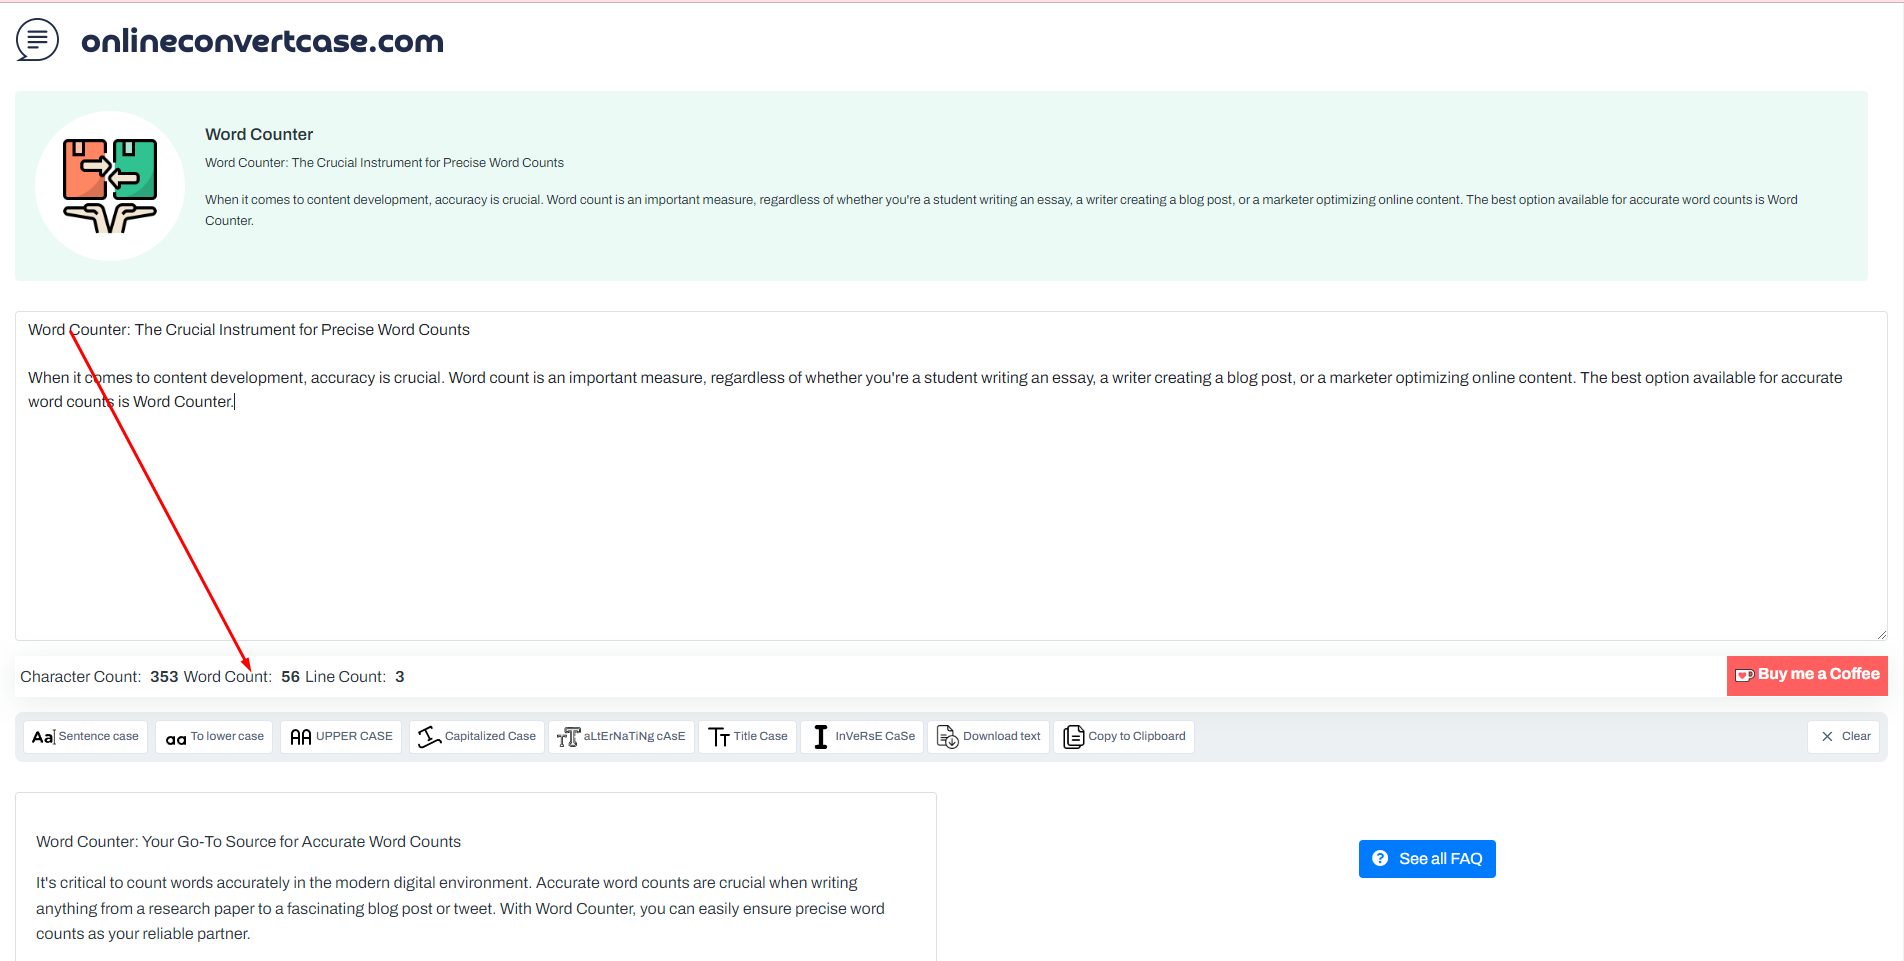 onlineconvertcase.com
Word Counter
Word Counter: The Crucial Instrument for Precise Word Counts
When it comes to content development, accuracy is crucial. Word count is an important measure, regardless of whether you're a student writing an essay, a writer creating a blog post, or a marketer optimizing online content. The best option available for accurate word counts is Word
Counter.
Word Counter: The Crucial Instrument for Precise Word Counts
When it comes to content development, accuracy is crucial. Word count is an important measure, regardless of whether you're a student writing an essay, a writer creating a blog post, or a marketer optimizing online content. The best option available for accurate
word counts is Word Counter.
Character Count: 353 Word Count: 56 Line Count: 3
Buy me a Coffee
Aa Sentence case
aa To lower case
AA UPPER CASE
Capitalized Case
TT aLtErNaTiNg cAsE
TT Title Case
I InVeRsE CaSe
Download text
Copy to Clipboard
Clear
Word Counter: Your Go-To Source for Accurate Word Counts
It's critical to count words accurately in the modern digital environment. Accurate word counts are crucial when writing
anything from a research paper to a fascinating blog post or tweet. With Word Counter, you can easily ensure precise word
counts as your reliable partner.
? See all FAQ